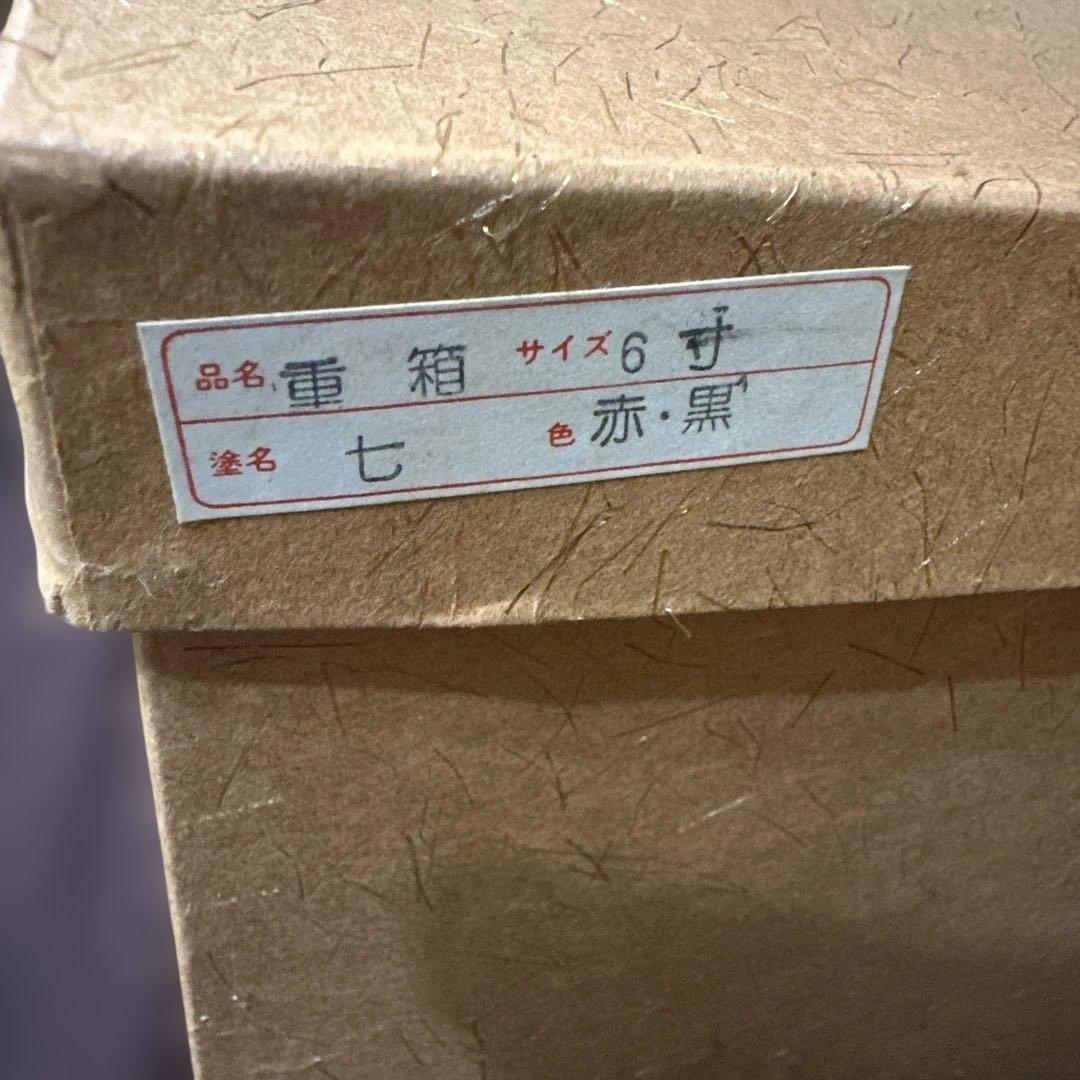 品名 重箱 サイズ 6寸
塗名 七 色 赤・黒